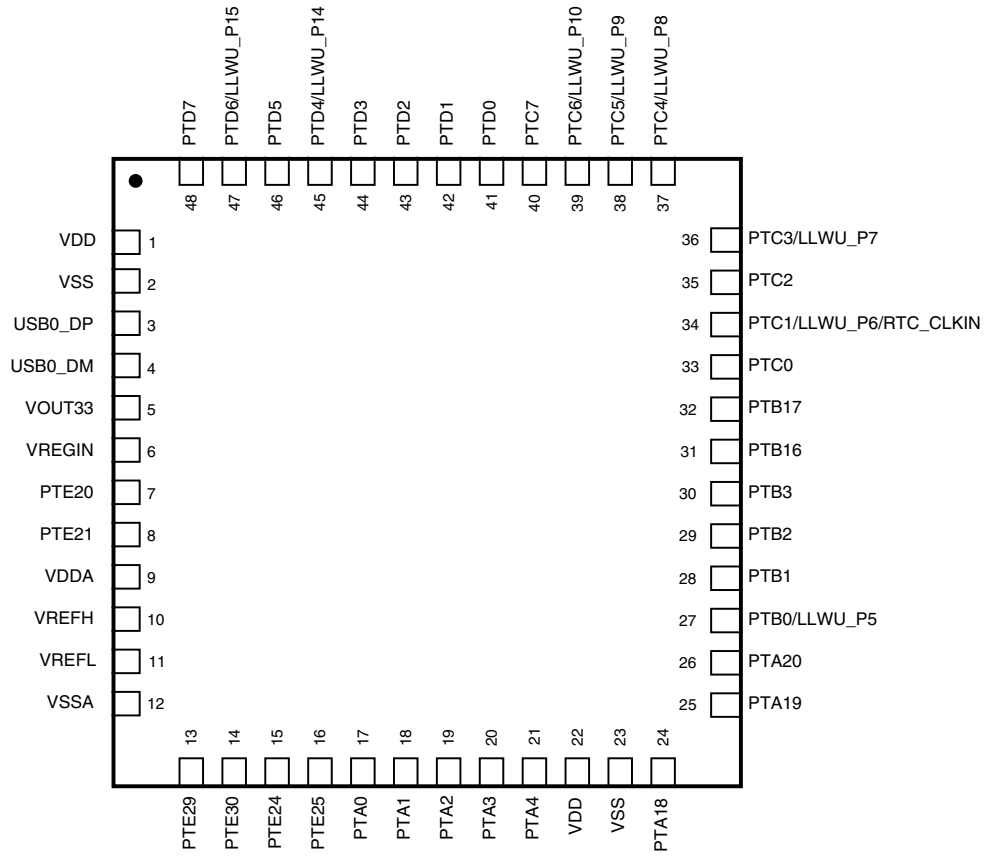 PTD7
PTD6/LLWU_P15
PTD5
PTD4/LLWU_P14
PTD3
PTD2
PTD1
PTD0
PTC7
PTC6/LLWU_P10
PTC5/LLWU_P9
PTC4/LLWU_P8
48
47
46
45
44
43
42
41
40
39
38
37
VDD 1
VSS 2
USB0_DP 3
USB0_DM 4
VOUT33 5
VREGIN 6
PTE20 7
PTE21 8
VDDA 9
VREFH 10
VREFL 11
VSSA 12
36 PTC3/LLWU_P7
35 PTC2
34 PTC1/LLWU_P6/RTC_CLKIN
33 PTC0
32 PTB17
31 PTB16
30 PTB3
29 PTB2
28 PTB1
27 PTB0/LLWU_P5
26 PTA20
25 PTA19
13
14
15
16
17
18
19
20
21
22
23
24
PTE29
PTE30
PTE24
PTE25
PTA0
PTA1
PTA2
PTA3
PTA4
VDD
VSS
PTA18